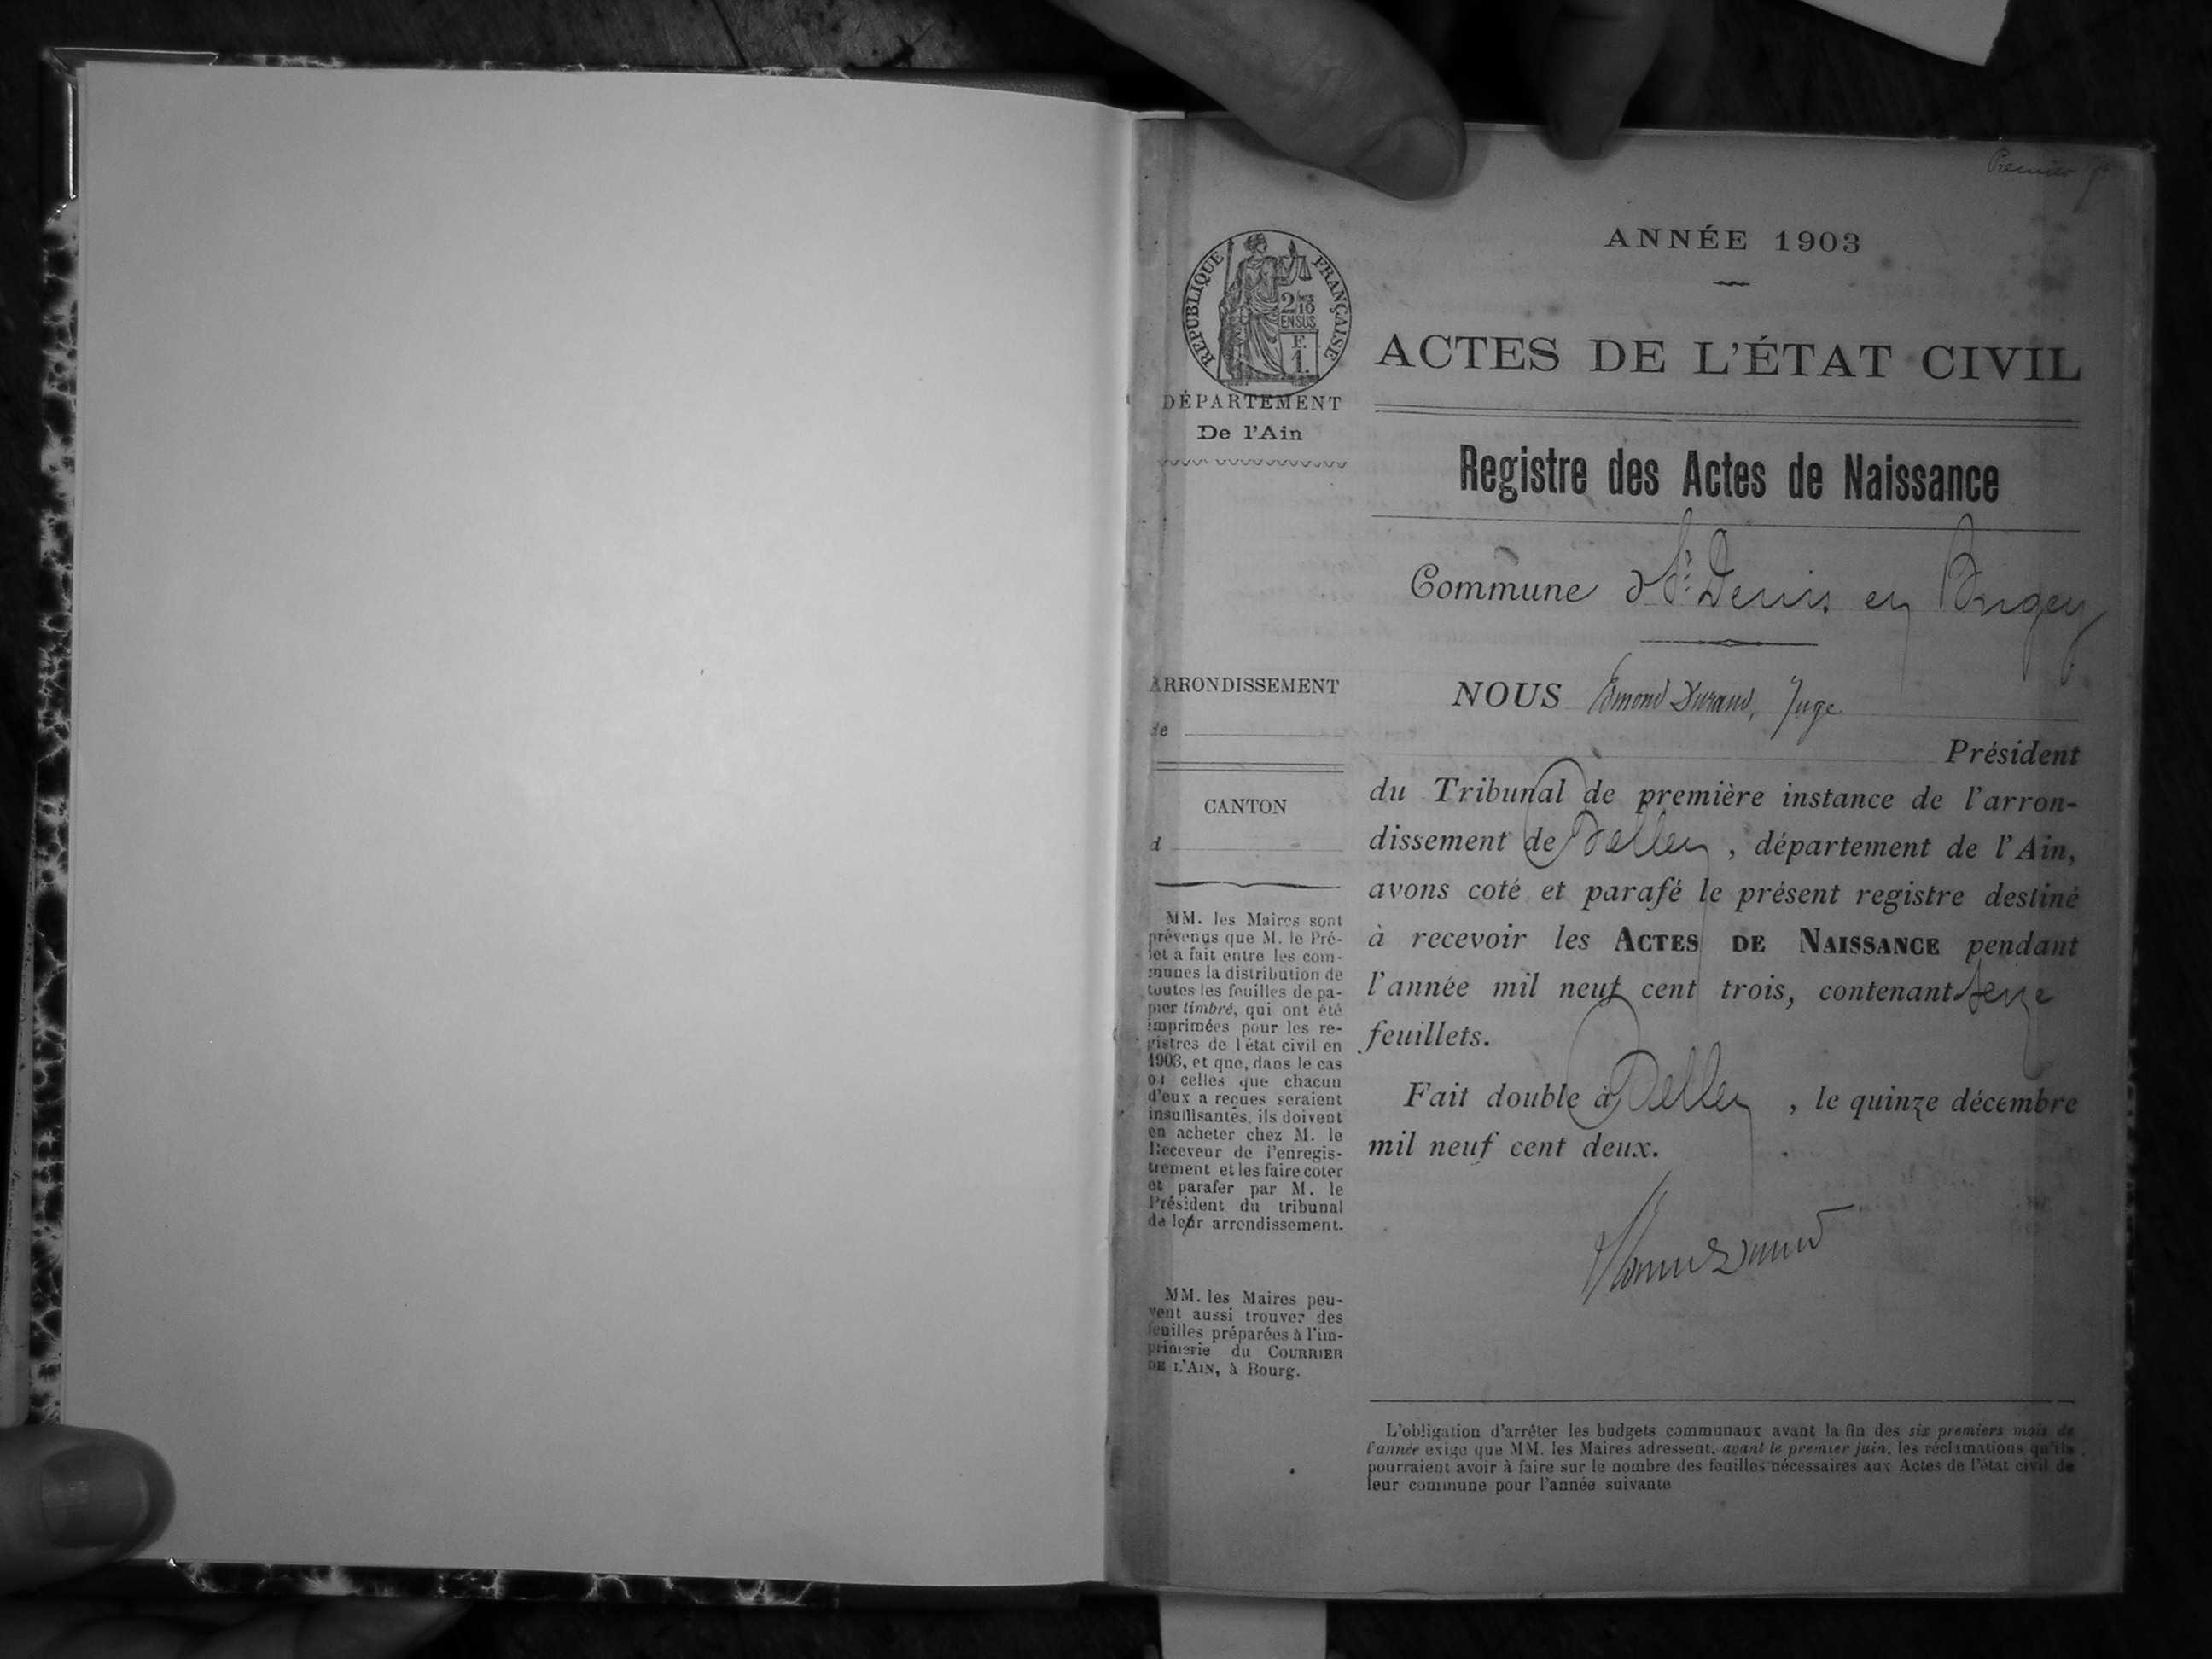 Premier
ANNÉE 1903
RÉPUBLIQUE FRANÇAISE
2/10
EN SUS
F.
1.
ACTES DE L'ÉTAT CIVIL
DÉPARTEMENT
De l'Ain
Registre des Actes de Naissance
Commune d St Denis en Bugey
ARRONDISSEMENT
de
CANTON
d
MM. les Maires sont
prévenus que M. le Pré-
fet a fait entre les com-
munes la distribution de
toutes les feuilles de pa-
pier timbré, qui ont été
imprimées pour les re-
gistres de l'état civil en
1903, et que, dans le cas
où celles que chacun
d'eux a reçues seraient
insuffisantes, ils doivent
en acheter chez M. le
Receveur de l'enregis-
trement et les faire coter
et parafer par M. le
Président du tribunal
de leur arrondissement.
MM. les Maires peu-
vent aussi trouver des
feuilles préparées à l'im-
primerie du COURRIER
DE L'AIN, à Bourg.
NOUS Edmond Durand, Juge
Président
du Tribunal de première instance de l'arron-
dissement de Belley, département de l'Ain,
avons coté et parafé le présent registre destiné
à recevoir les ACTES DE NAISSANCE pendant
l'année mil neuf cent trois, contenant seize
feuillets.
Fait double à Belley, le quinze décembre
mil neuf cent deux.
L'obligation d'arrêter les budgets communaux avant la fin des six premiers mois de
l'année exige que MM. les Maires adressent, avant le premier juin, les réclamations qu'ils
pourraient avoir à faire sur le nombre des feuilles nécessaires aux Actes de l'état civil de
leur commune pour l'année suivante